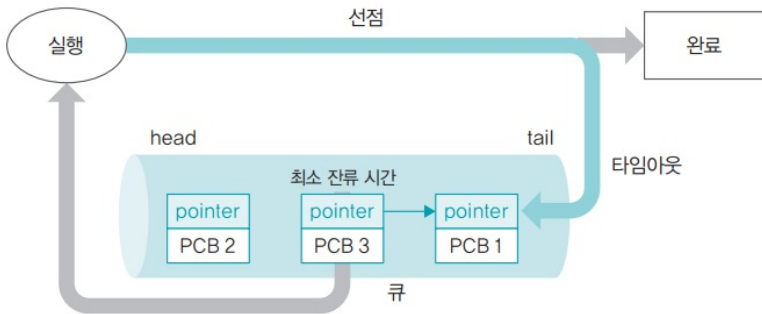 선점
실행
완료
head
tail
최소 잔류 시간
타임아웃
pointer
pointer
pointer
PCB 2
PCB 3
PCB 1
큐